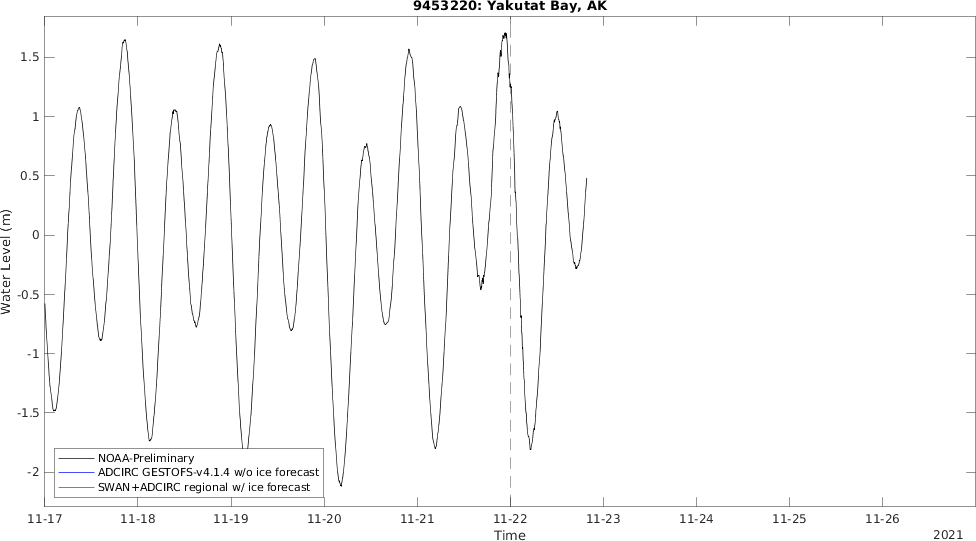 9453220: Yakutat Bay, AK
Water Level (m)
1.5
1
0.5
0
-0.5
-1
-1.5
-2
NOAA-Preliminary
ADCIRC GESTOFS-v4.1.4 w/o ice forecast
SWAN+ADCIRC regional w/ ice forecast
11-17 11-18 11-19 11-20 11-21 11-22 11-23 11-24 11-25 11-26
Time
2021